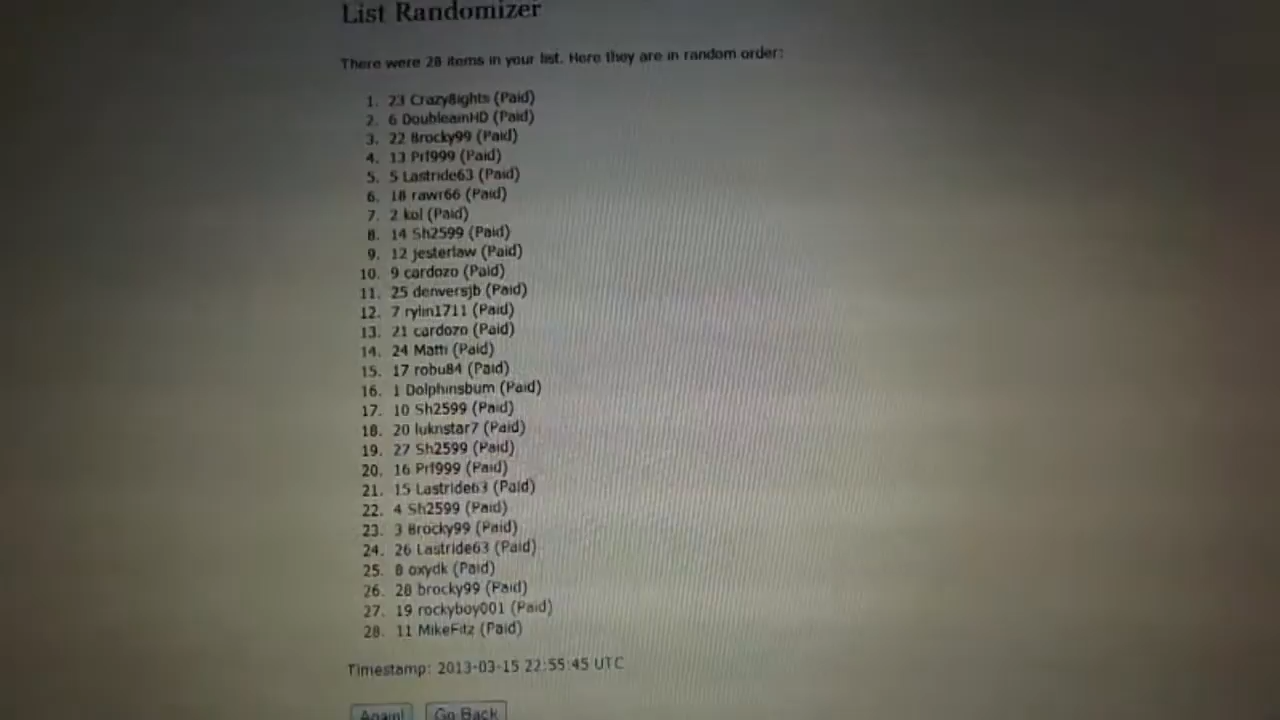 List Randomizer
There were 28 items in your list. Here they are in random order:
1. 23 Crazy8ights (Paid)
2. 6 DoubleamHD (Paid)
3. 22 Brocky99 (Paid)
4. 13 Prf999 (Paid)
5. 5 Lastride63 (Paid)
6. 18 rawr66 (Paid)
7. 2 kol (Paid)
8. 14 Sh2599 (Paid)
9. 12 jesterlaw (Paid)
10. 9 cardozo (Paid)
11. 25 denversjb (Paid)
12. 7 rylin1711 (Paid)
13. 21 cardozo (Paid)
14. 24 Matti (Paid)
15. 17 robu84 (Paid)
16. 1 Dolphinsbum (Paid)
17. 10 Sh2599 (Paid)
18. 20 luknstar7 (Paid)
19. 27 Sh2599 (Paid)
20. 16 Prf999 (Paid)
21. 15 Lastride63 (Paid)
22. 4 Sh2599 (Paid)
23. 3 Brocky99 (Paid)
24. 26 Lastride63 (Paid)
25. 8 oxydk (Paid)
26. 28 brocky99 (Paid)
27. 19 rockyboy001 (Paid)
28. 11 MikeFitz (Paid)
Timestamp: 2013-03-15 22:55:45 UTC
Again! Go Back